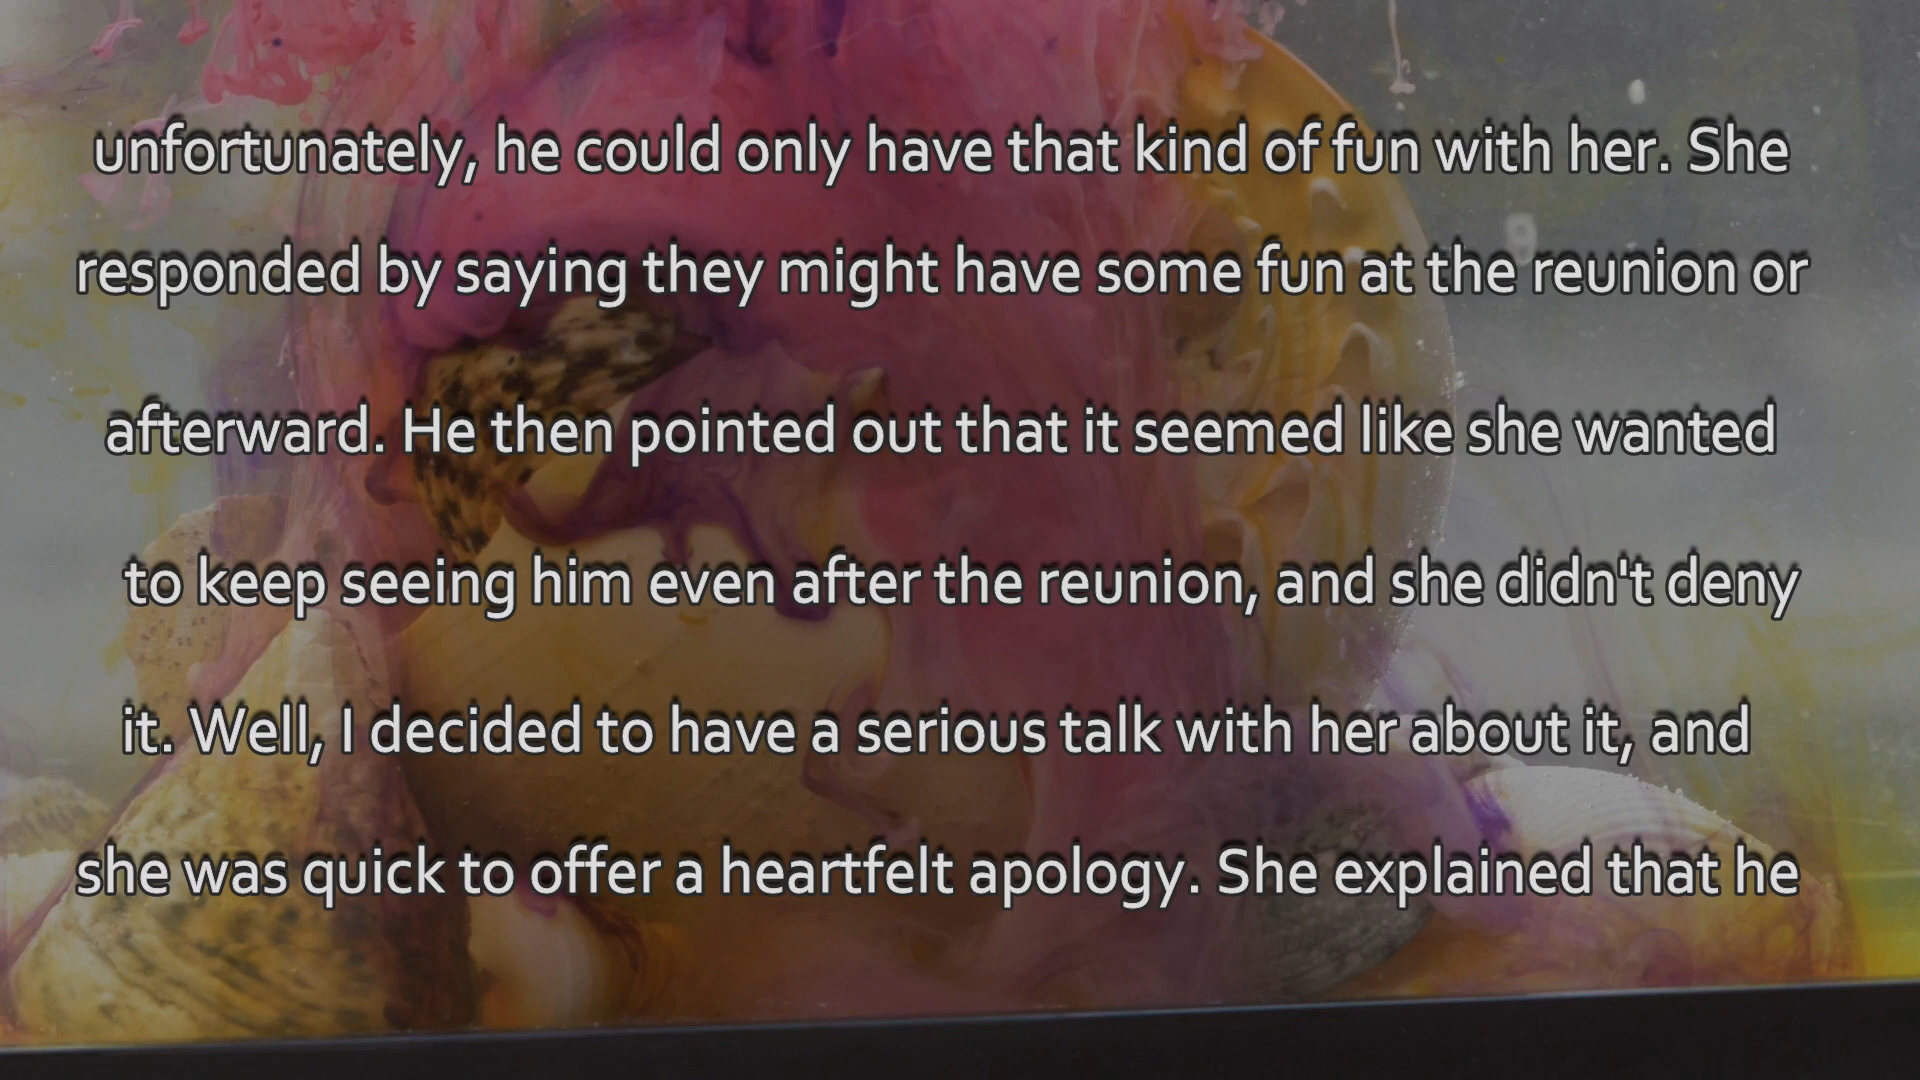 unfortunately, he could only have that kind of fun with her. She
responded by saying they might have some fun at the reunion or
afterward. He then pointed out that it seemed like she wanted
to keep seeing him even after the reunion, and she didn't deny
it. Well, I decided to have a serious talk with her about it, and
she was quick to offer a heartfelt apology. She explained that he